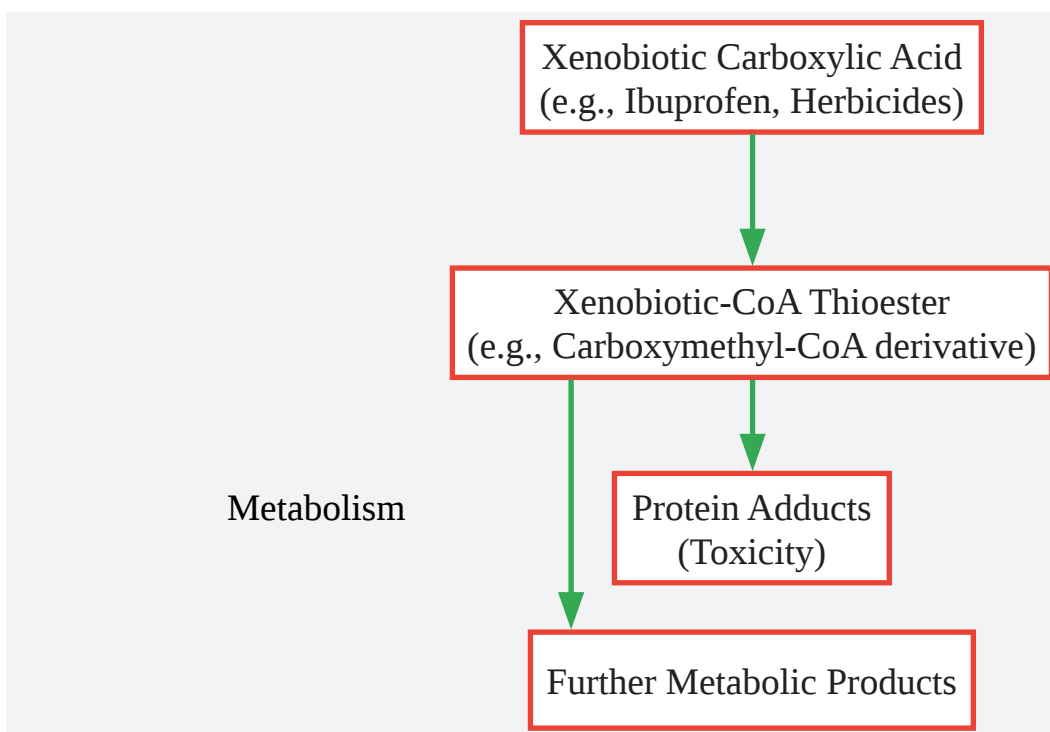 Xenobiotic Carboxylic Acid
(e.g., Ibuprofen, Herbicides)
Xenobiotic-CoA Thioester
(e.g., Carboxymethyl-CoA derivative)
Metabolism
Protein Adducts
(Toxicity)
Further Metabolic Products